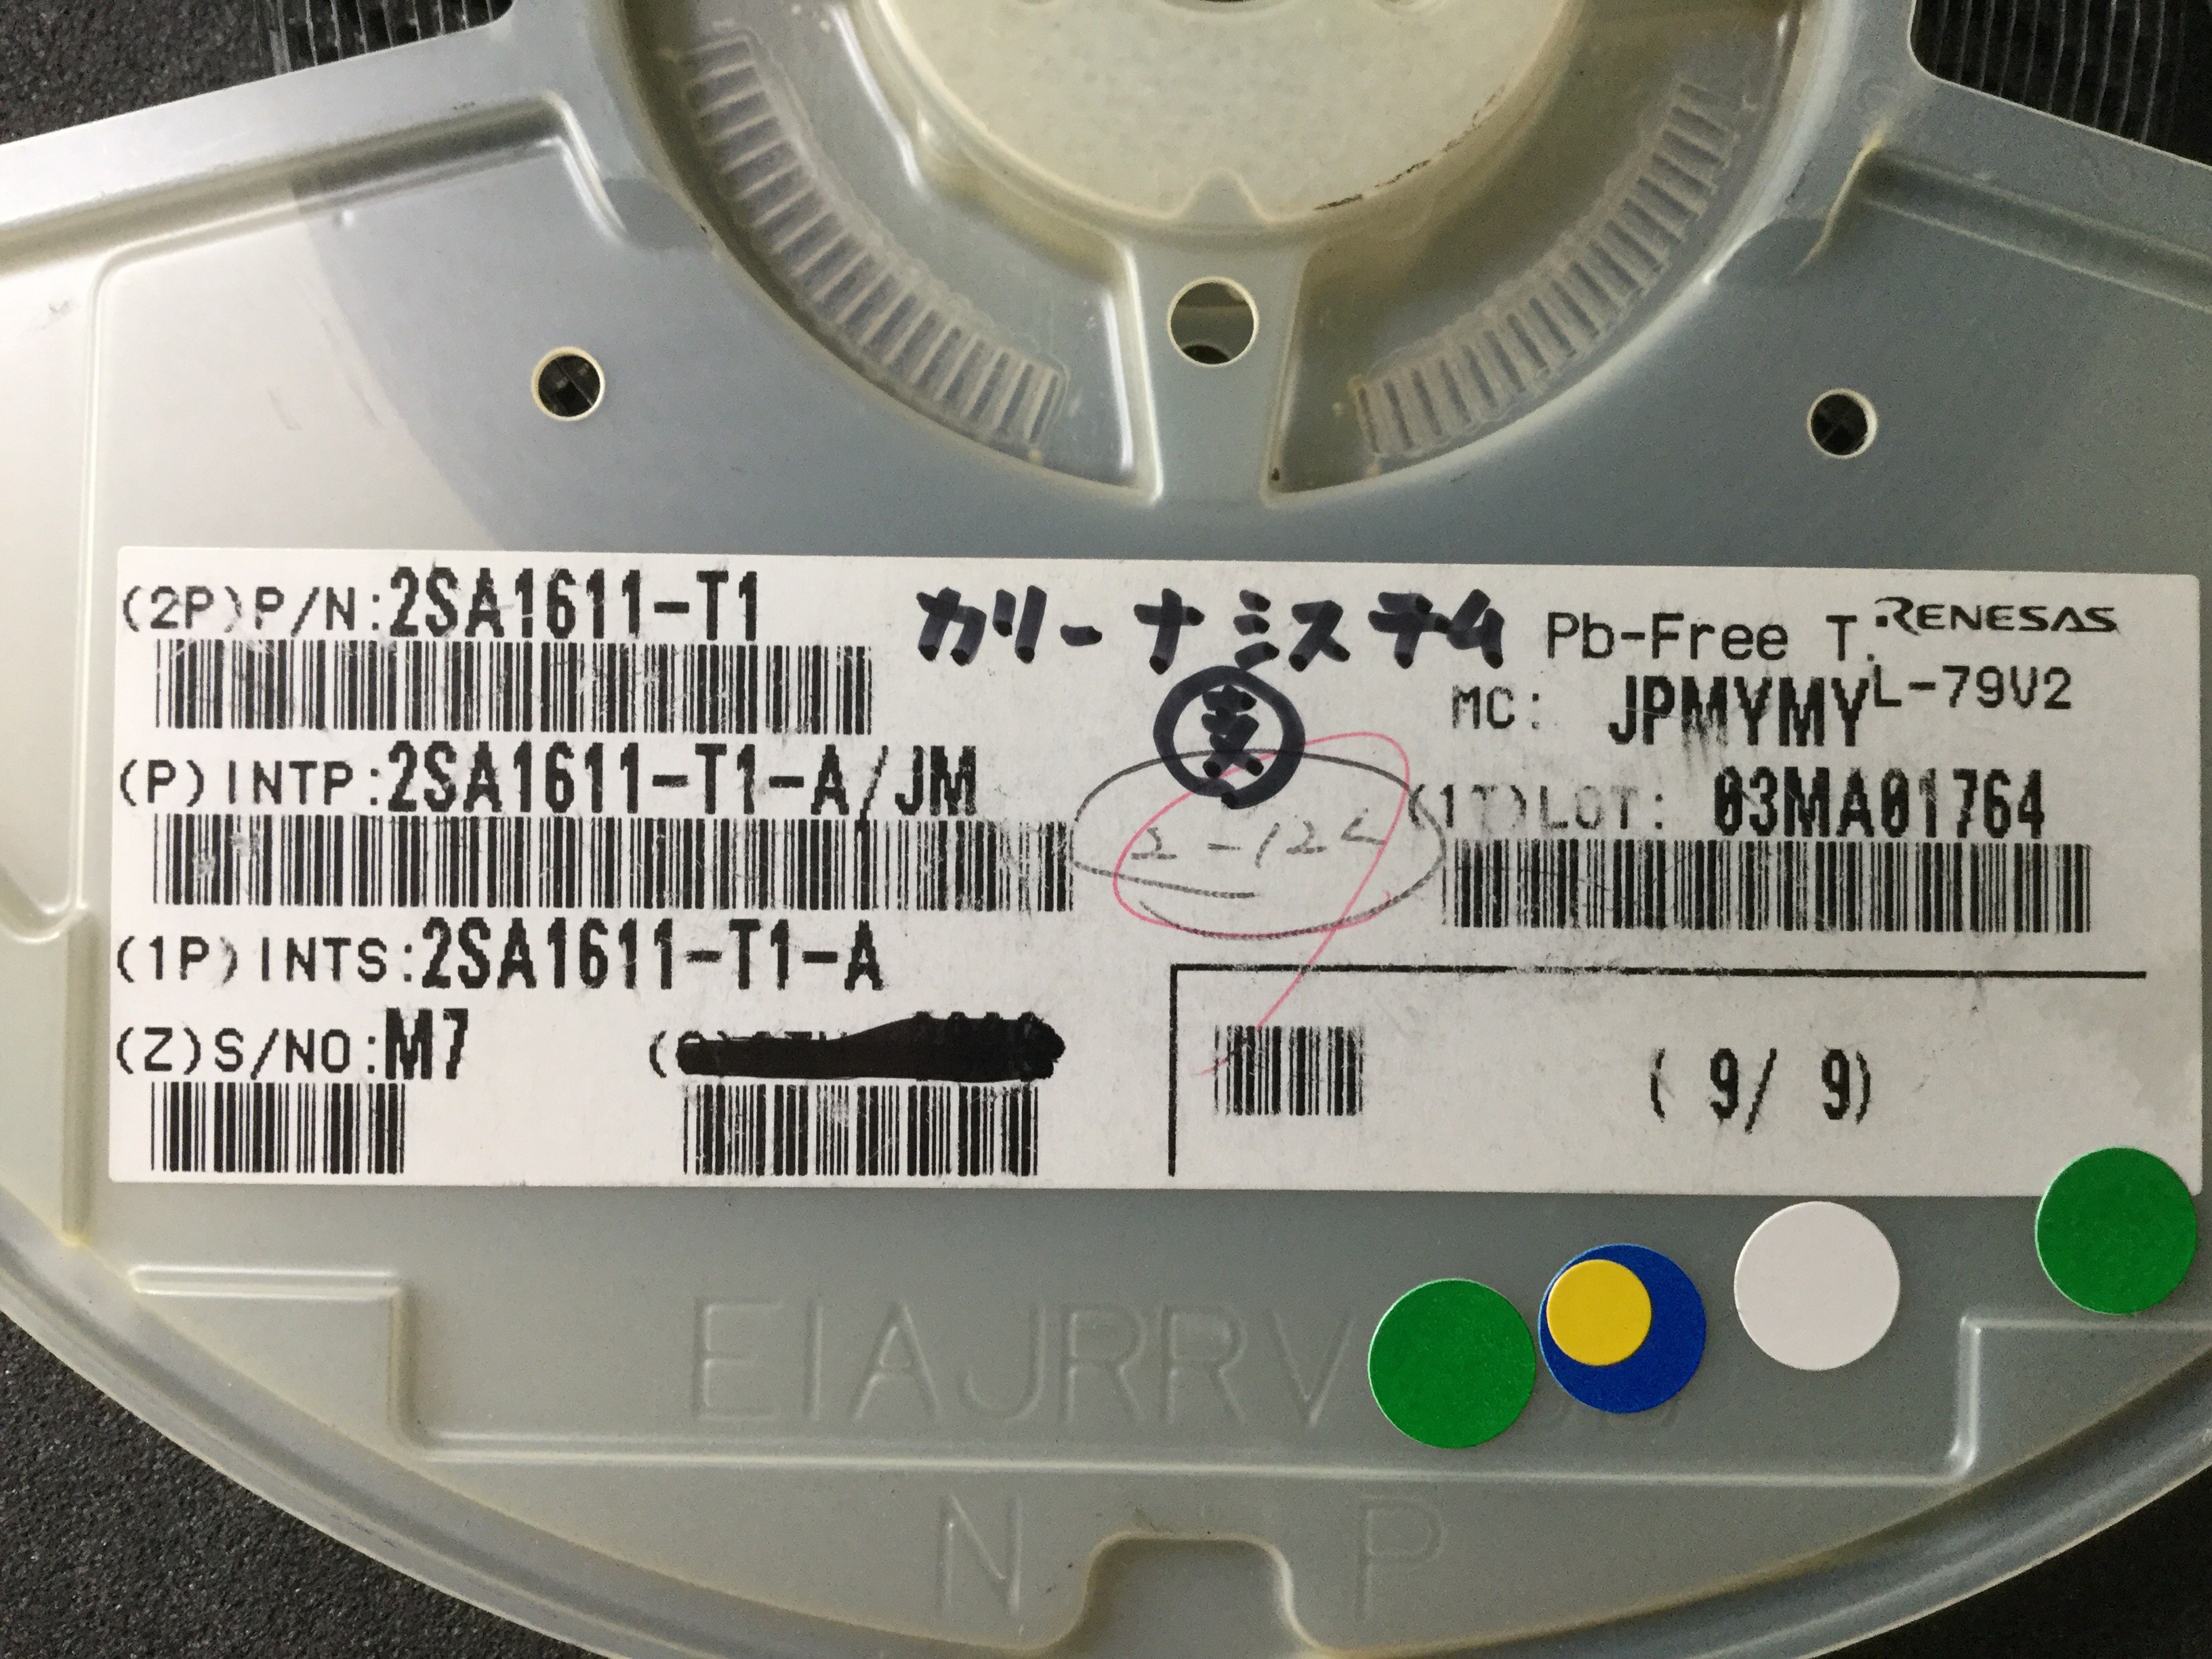 (2P)P/N:2SA1611-T1
カリーナミステム
Pb-Free T.
RENESAS
L-79V2
MC: JPMYMY
(P)INTP:2SA1611-T1-A/JM
(1T)LOT: 03MA01764
(1P)INTS:2SA1611-T1-A
(Z)S/NO:M7
( 9/ 9)
EIAJRRV
N P